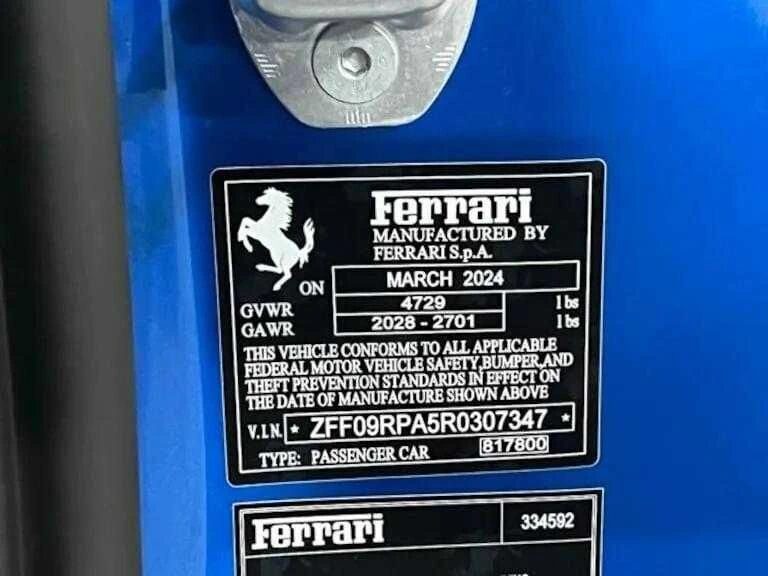 Ferrari
MANUFACTURED BY
FERRARI S.p.A.
ON MARCH 2024
GVWR 4729 lbs
GAWR 2028 - 2701 lbs
THIS VEHICLE CONFORMS TO ALL APPLICABLE
FEDERAL MOTOR VEHICLE SAFETY,BUMPER,AND
THEFT PREVENTION STANDARDS IN EFFECT ON
THE DATE OF MANUFACTURE SHOWN ABOVE
V.I.N. * ZFF09RPA5R0307347 *
TYPE: PASSENGER CAR 817800
Ferrari 334592